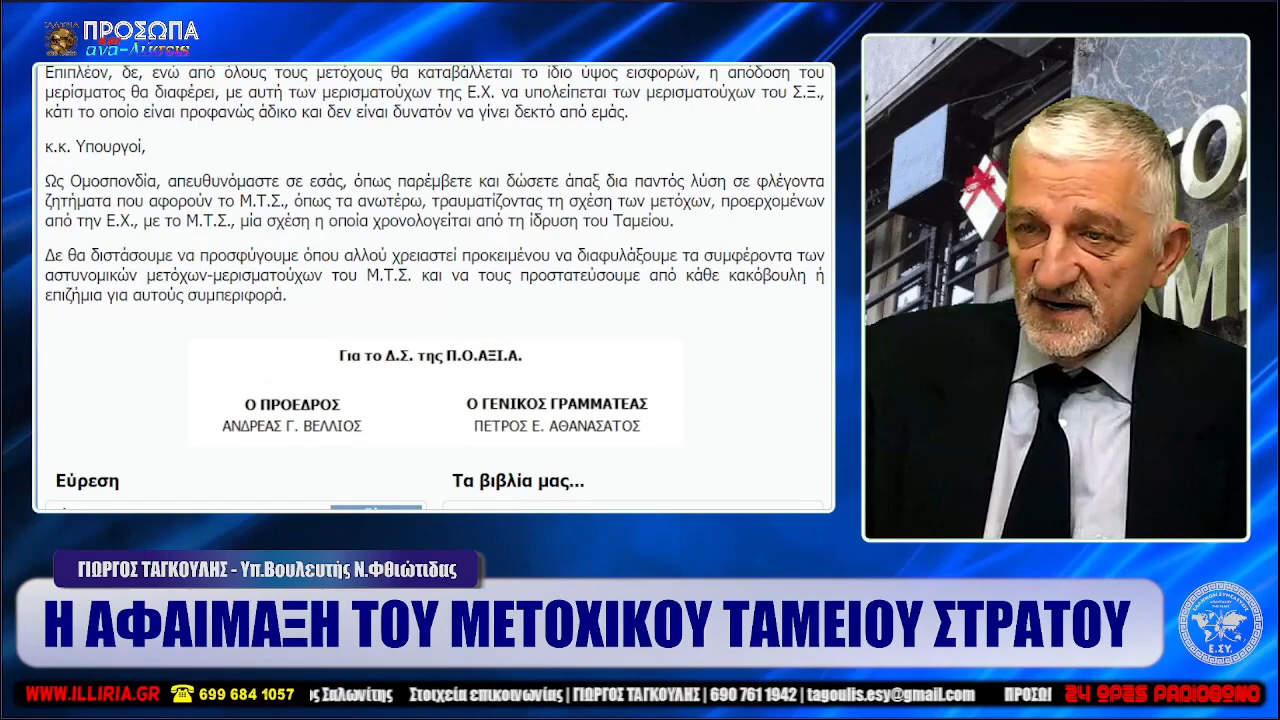 ΠΡΟΣΩΠΑ
και
ανα-λύσεις
Επιπλέον, δε, ενώ από όλους τους μετόχους θα καταβάλλεται το ίδιο ύψος εισφορών, η απόδοση του
μερίσματος θα διαφέρει, με αυτή των μερισματούχων της Ε.Χ. να υπολείπεται των μερισματούχων του Σ.Ξ.,
κάτι το οποίο είναι προφανώς άδικο και δεν είναι δυνατόν να γίνει δεκτό από εμάς.
κ.κ. Υπουργοί,
Ως Ομοσπονδία, απευθυνόμαστε σε εσάς, όπως παρέμβετε και δώσετε άπαξ δια παντός λύση σε φλέγοντα
ζητήματα που αφορούν το Μ.Τ.Σ., όπως τα ανωτέρω, τραυματίζοντας τη σχέση των μετόχων, προερχομένων
από την Ε.Χ., με το Μ.Τ.Σ., μία σχέση η οποία χρονολογείται από τη ίδρυση του Ταμείου.
Δε θα διστάσουμε να προσφύγουμε όπου αλλού χρειαστεί προκειμένου να διαφυλάξουμε τα συμφέροντα των
αστυνομικών μετόχων-μερισματούχων του Μ.Τ.Σ. και να τους προστατεύσουμε από κάθε κακόβουλη ή
επιζήμια για αυτούς συμπεριφορά.
Για το Δ.Σ. της Π.Ο.ΑΞΙ.Α.
Ο ΠΡΟΕΔΡΟΣ
Ο ΓΕΝΙΚΟΣ ΓΡΑΜΜΑΤΕΑΣ
ΑΝΔΡΕΑΣ Γ. ΒΕΛΛΙΟΣ
ΠΕΤΡΟΣ Ε. ΑΘΑΝΑΣΑΤΟΣ
Εύρεση
Τα βιβλία μας...
ΓΙΩΡΓΟΣ ΤΑΓΚΟΥΛΗΣ - Υπ.Βουλευτής Ν.Φθιώτιδας
Η ΑΦΑΙΜΑΞΗ ΤΟΥ ΜΕΤΟΧΙΚΟΥ ΤΑΜΕΙΟΥ ΣΤΡΑΤΟΥ
Ε.ΣΥ.
WWW.ILLIRIA.GR ☎ 699 684 1057 ος Σαλωνίτης Στοιχεία επικοινωνίας | ΓΙΩΡΓΟΣ ΤΑΓΚΟΥΛΗΣ | 690 761 1942 | tagoulis.esy@gmail.com ΠΡΟΣΩΙ 24 ΩΡΕΣ ΡΑΔΙΟΦΩΝΟ